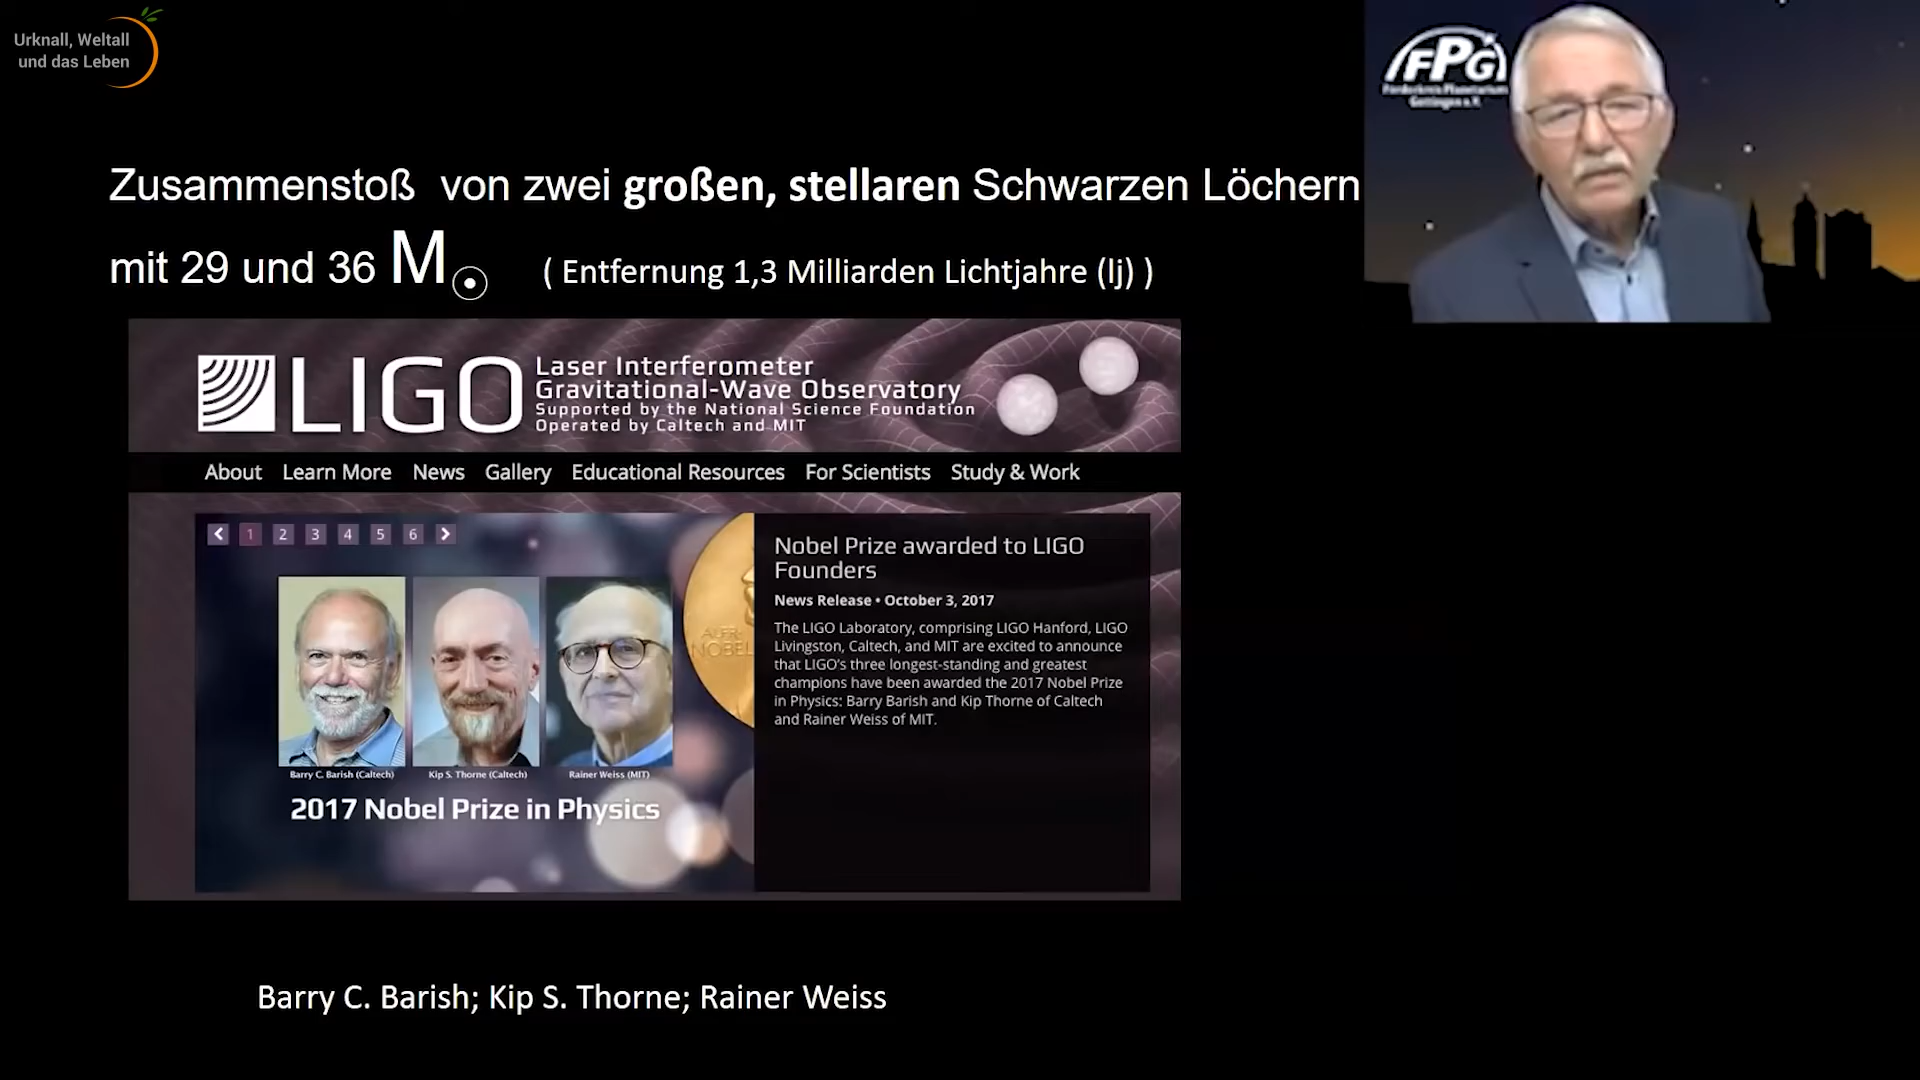 Urknall, Weltall
und das Leben
FPG
Förderkreis Planetarium
Göttingen e.V.
Zusammenstoß von zwei großen, stellaren Schwarzen Löchern
mit 29 und 36 M☉ ( Entfernung 1,3 Milliarden Lichtjahre (lj) )
LIGO
Laser Interferometer
Gravitational-Wave Observatory
Supported by the National Science Foundation
Operated by Caltech and MIT
About Learn More News Gallery Educational Resources For Scientists Study & Work
1 2 3 4 5 6
ALFR.
NOBEL
Barry C. Barish (Caltech) Kip S. Thorne (Caltech) Rainer Weiss (MIT)
2017 Nobel Prize in Physics
Nobel Prize awarded to LIGO
Founders
News Release • October 3, 2017
The LIGO Laboratory, comprising LIGO Hanford, LIGO
Livingston, Caltech, and MIT are excited to announce
that LIGO's three longest-standing and greatest
champions have been awarded the 2017 Nobel Prize
in Physics: Barry Barish and Kip Thorne of Caltech
and Rainer Weiss of MIT.
Barry C. Barish; Kip S. Thorne; Rainer Weiss